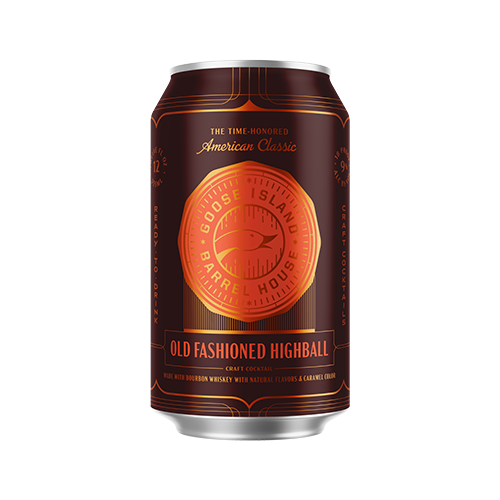 THE TIME-HONORED
American Classic
12
READY-TO-DRINK
GOOSE ISLAND
BARREL HOUSE
CRAFT COCKTAILS
OLD FASHIONED HIGHBALL
CRAFT COCKTAIL
MADE WITH BOURBON WHISKEY WITH NATURAL FLAVORS & CARAMEL COLOR